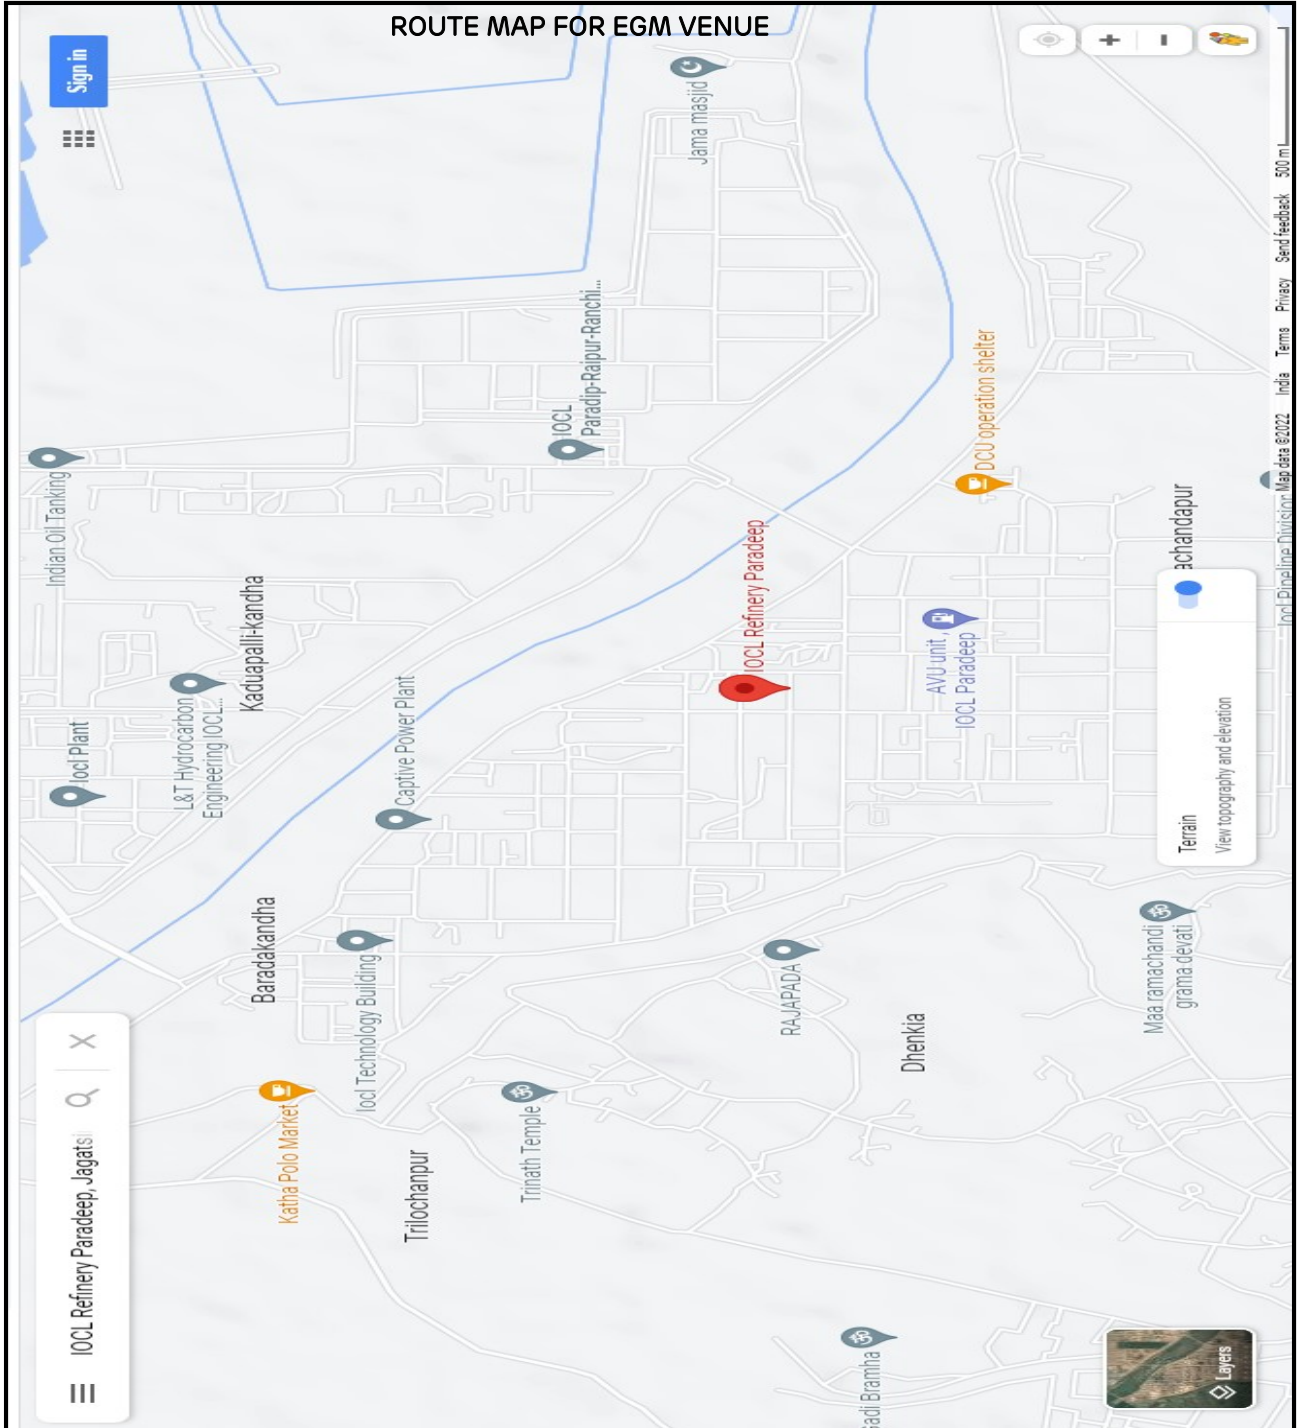 ROUTE MAP FOR EGM VENUE
IOCL Refinery Paradeep, Jagatsi
Sign in
Iocl Plant
Indian Oil Tanking
L&T Hydrocarbon
Engineering IOCL...
Kaduapalli-kandha
Baradakandha
Katha Polo Market
Iocl Technology Building
Captive Power Plant
Trilochanpur
Trinath Temple
IOCL
Paradip-Raipur-Ranchi...
Jama masjid
IOCL Refinery Paradeep
RAJAPADA
Dhenkia
AVU unit ,
IOCL Paradeep
DCU operation shelter
adi Bramha
Maa ramachandi
grama devati
achandapur
Terrain
View topography and elevation
Layers
Iocl Pipeline Division
Map data ©2022 India Terms Privacy Send feedback 500 m